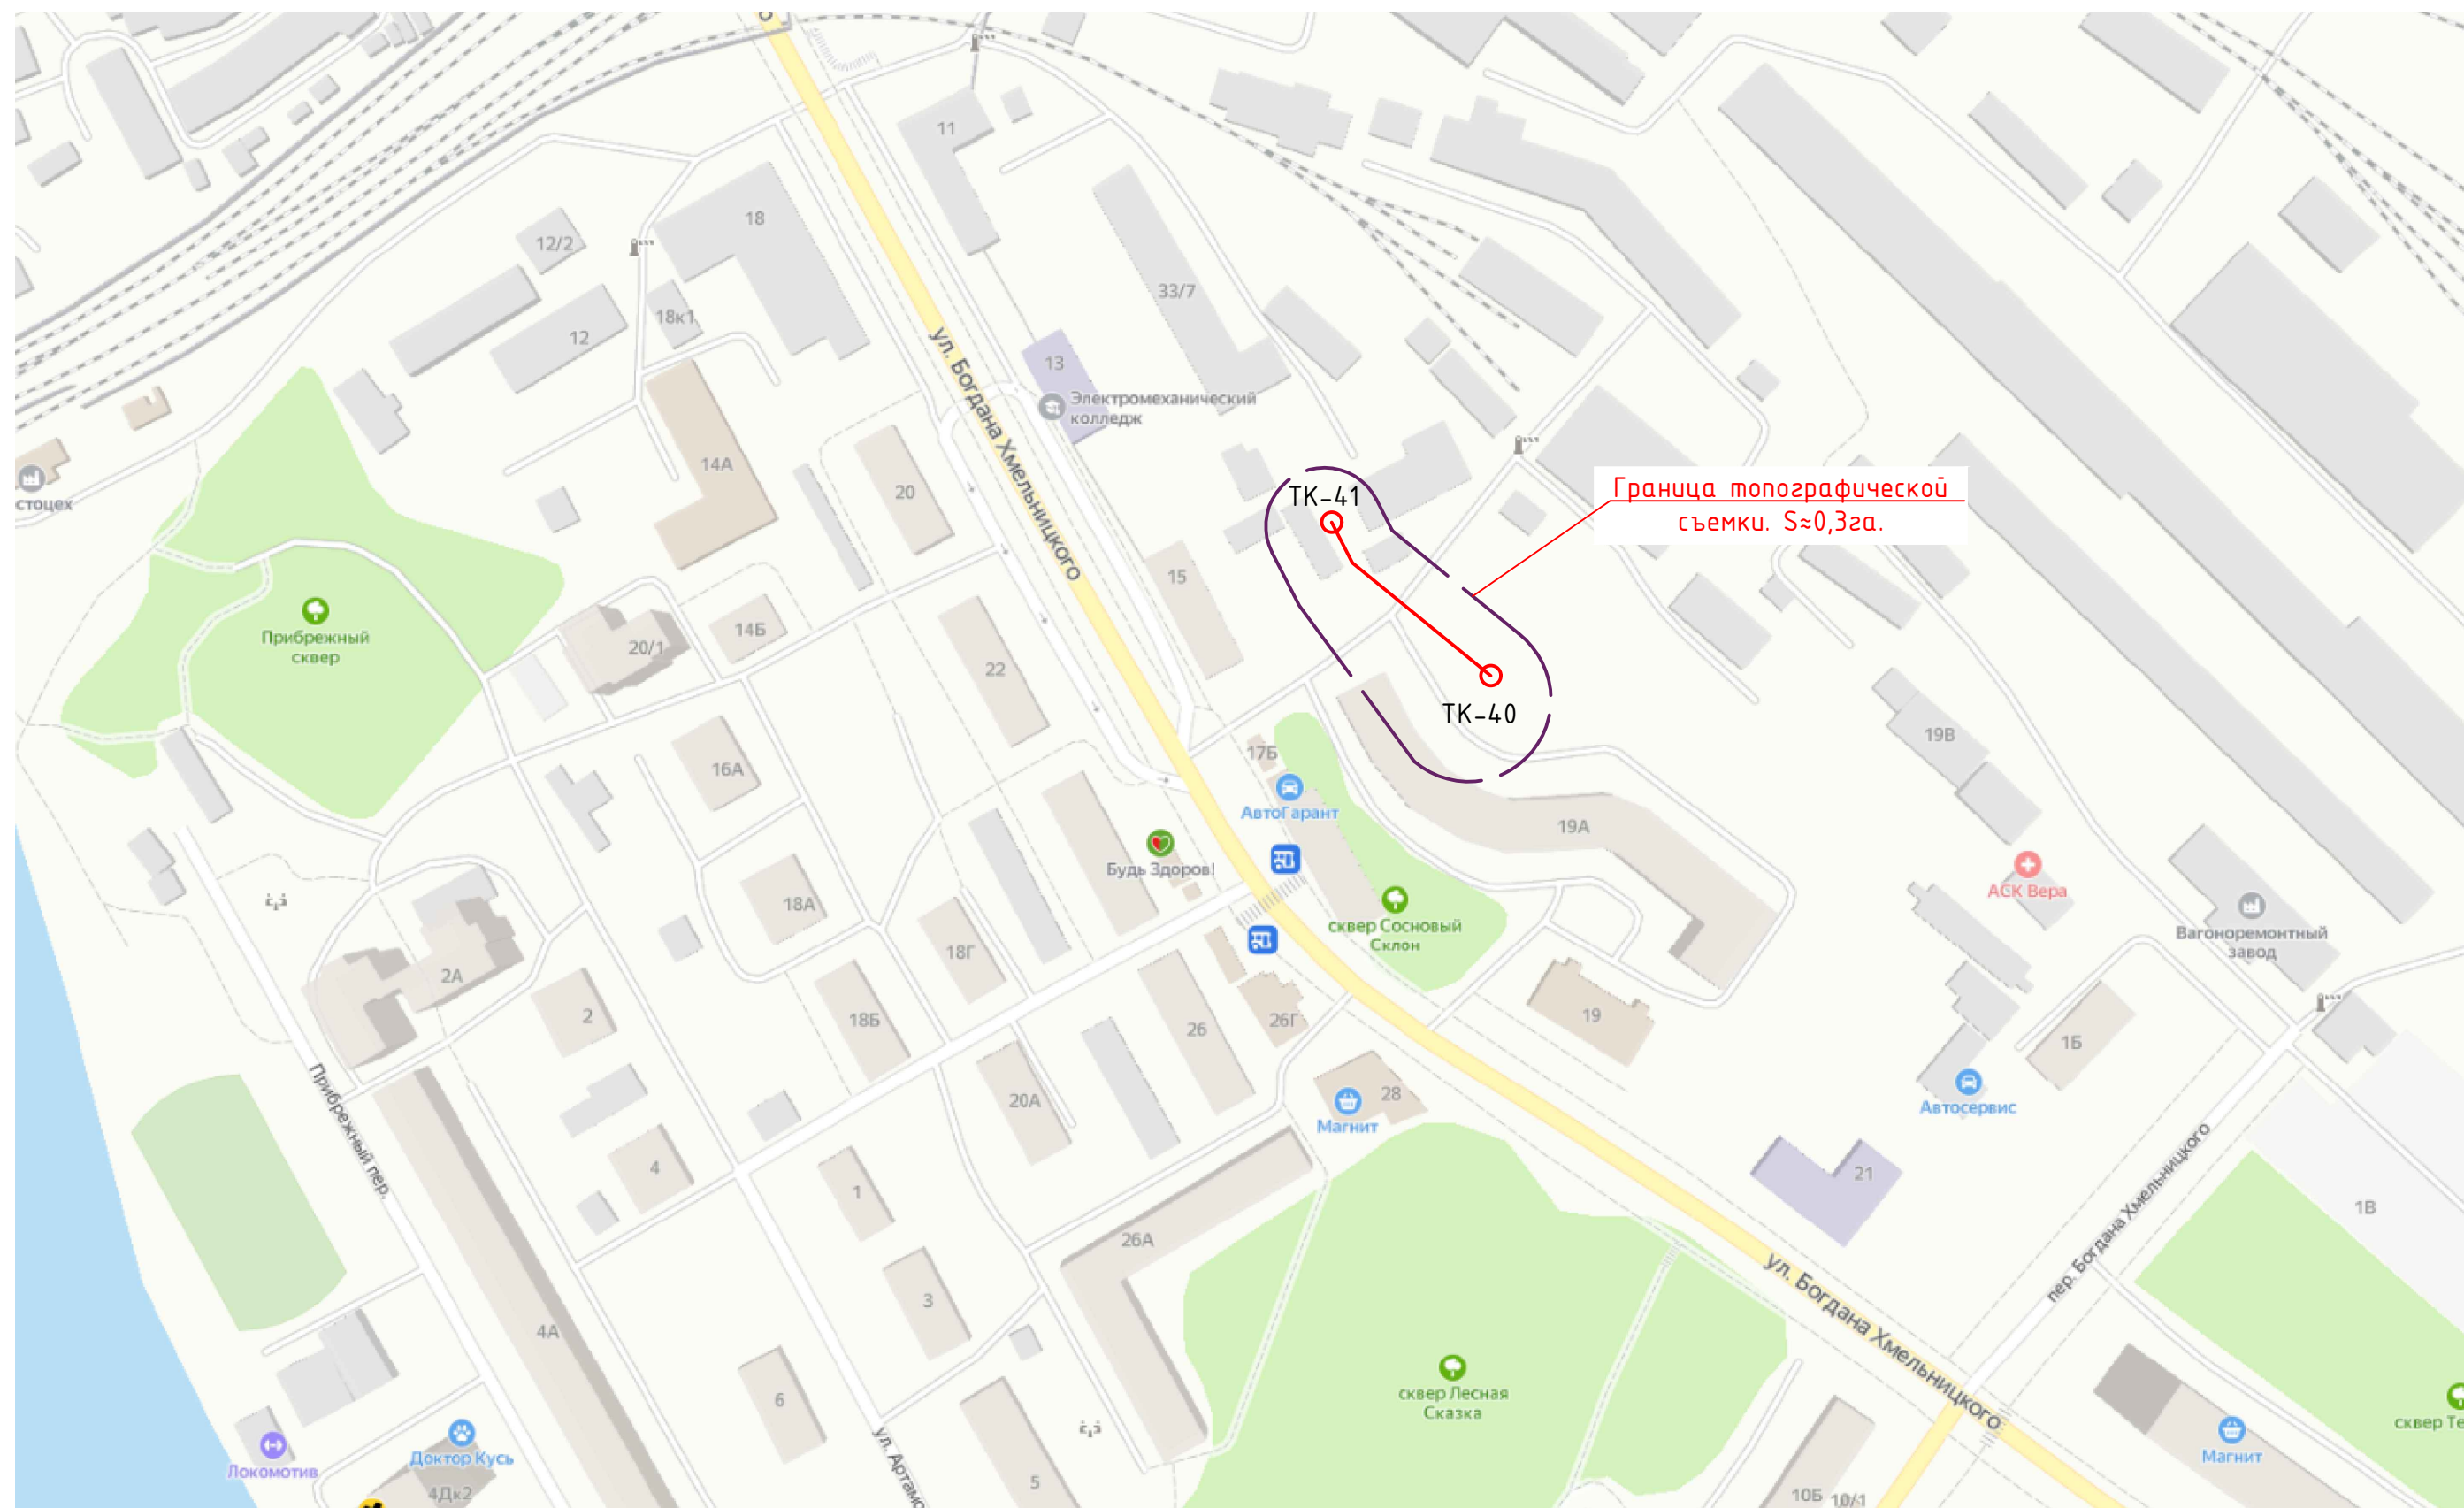 11
18
12/2
33/7
18к1
12
13
ул. Богдана Хмельницкого
Электромеханический
колледж
14А
20
стоцех
ТК-41
Граница топографической
съемки. S≈0,3га.
15
Прибрежный
сквер
14Б
20/1
22
ТК-40
19В
17Б
16А
АвтоГарант
19А
Будь Здоров!
АСК Вера
18А
сквер Сосновый
Склон
Вагоноремонтный
завод
18Г
2А
2
18Б
26
26Г
19
1Б
20А
28
Магнит
Автосервис
Прибрежный пер.
4
1
21
1В
26А
пер. Богдана Хмельницкого
ул. Богдана Хмельницкого
3
4А
6
сквер Лесная
Сказка
сквер Те
Локомотив
Доктор Кусь
4Дк2
ул. Артамо
5
Магнит
10Б
10/1